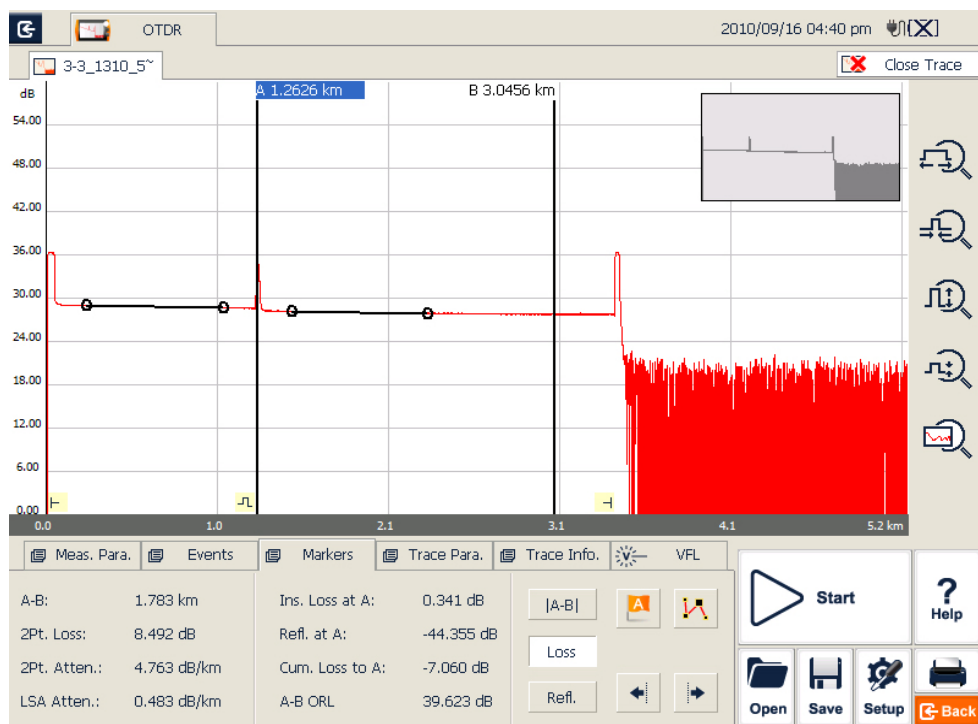 OTDR
2010/09/16 04:40 pm
3-3_1310_5~
Close Trace
dB
A 1.2626 km
B 3.0456 km
54.00
48.00
42.00
36.00
30.00
24.00
18.00
12.00
6.00
0.00
0.0 1.0 2.1 3.1 4.1 5.2 km
Meas. Para. Events Markers Trace Para. Trace Info. VFL
A-B: 1.783 km Ins. Loss at A: 0.341 dB
2Pt. Loss: 8.492 dB Refl. at A: -44.355 dB
2Pt. Atten.: 4.763 dB/km Cum. Loss to A: -7.060 dB
LSA Atten.: 0.483 dB/km A-B ORL 39.623 dB
|A-B|
A
Loss
Refl.
Start
?
Help
Open Save Setup Back